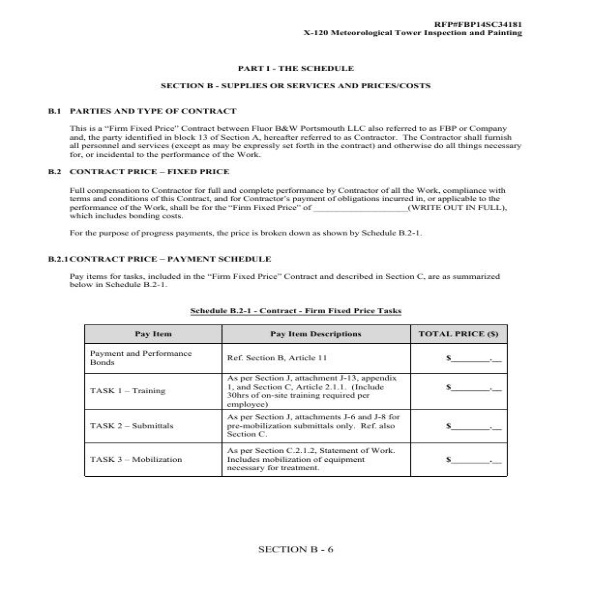 RFP#FBP14SC34181
X-120 Meteorological Tower Inspection and Painting
PART I - THE SCHEDULE
SECTION B - SUPPLIES OR SERVICES AND PRICES/COSTS
B.1 PARTIES AND TYPE OF CONTRACT
This is a “Firm Fixed Price” Contract between Fluor B&W Portsmouth LLC also referred to as FBP or Company
and, the party identified in block 13 of Section A, hereafter referred to as Contractor. The Contractor shall furnish
all personnel and services (except as may be expressly set forth in the contract) and otherwise do all things necessary
for, or incidental to the performance of the Work.
B.2 CONTRACT PRICE – FIXED PRICE
Full compensation to Contractor for full and complete performance by Contractor of all the Work, compliance with
terms and conditions of this Contract, and for Contractor’s payment of obligations incurred in, or applicable to the
performance of the Work, shall be for the “Firm Fixed Price” of ______________________(WRITE OUT IN FULL),
which includes bonding costs.
For the purpose of progress payments, the price is broken down as shown by Schedule B.2-1.
B.2.1CONTRACT PRICE – PAYMENT SCHEDULE
Pay items for tasks, included in the “Firm Fixed Price” Contract and described in Section C, are as summarized
below in Schedule B.2-1.
Schedule B.2-1 - Contract - Firm Fixed Price Tasks
Pay Item Pay Item Descriptions TOTAL PRICE ($)
Payment and Performance
Bonds
Ref. Section B, Article 11
$________.__
TASK 1 – Training
As per Section J, attachment J-13, appendix
1, and Section C, Article 2.1.1. (Include
30hrs of on-site training required per
employee)
$________.__
TASK 2 – Submittals
As per Section J, attachments J-6 and J-8 for
pre-mobilization submittals only. Ref. also
Section C.
$________.__
TASK 3 – Mobilization
As per Section C.2.1.2, Statement of Work.
Includes mobilization of equipment
necessary for treatment.
$________.__
SECTION B - 6